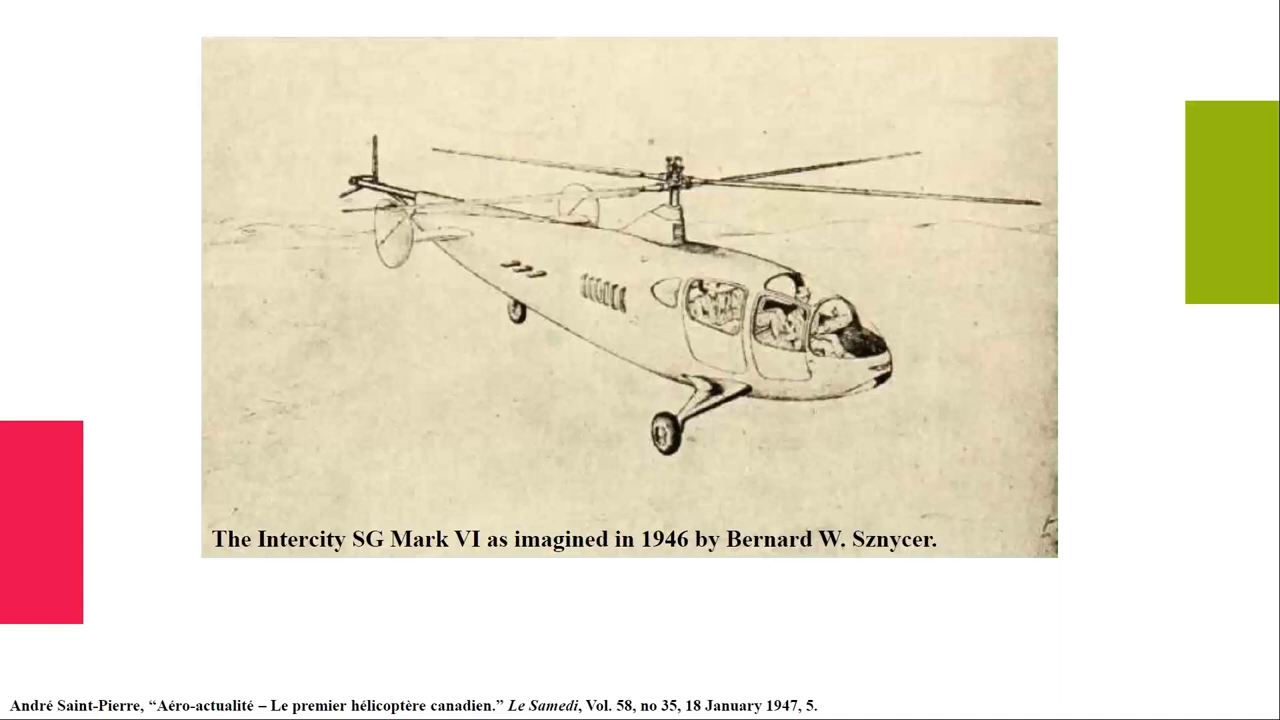 The Intercity SG Mark VI as imagined in 1946 by Bernard W. Sznycer.
André Saint-Pierre, “Aéro-actualité – Le premier hélicoptère canadien.” Le Samedi, Vol. 58, no 35, 18 January 1947, 5.